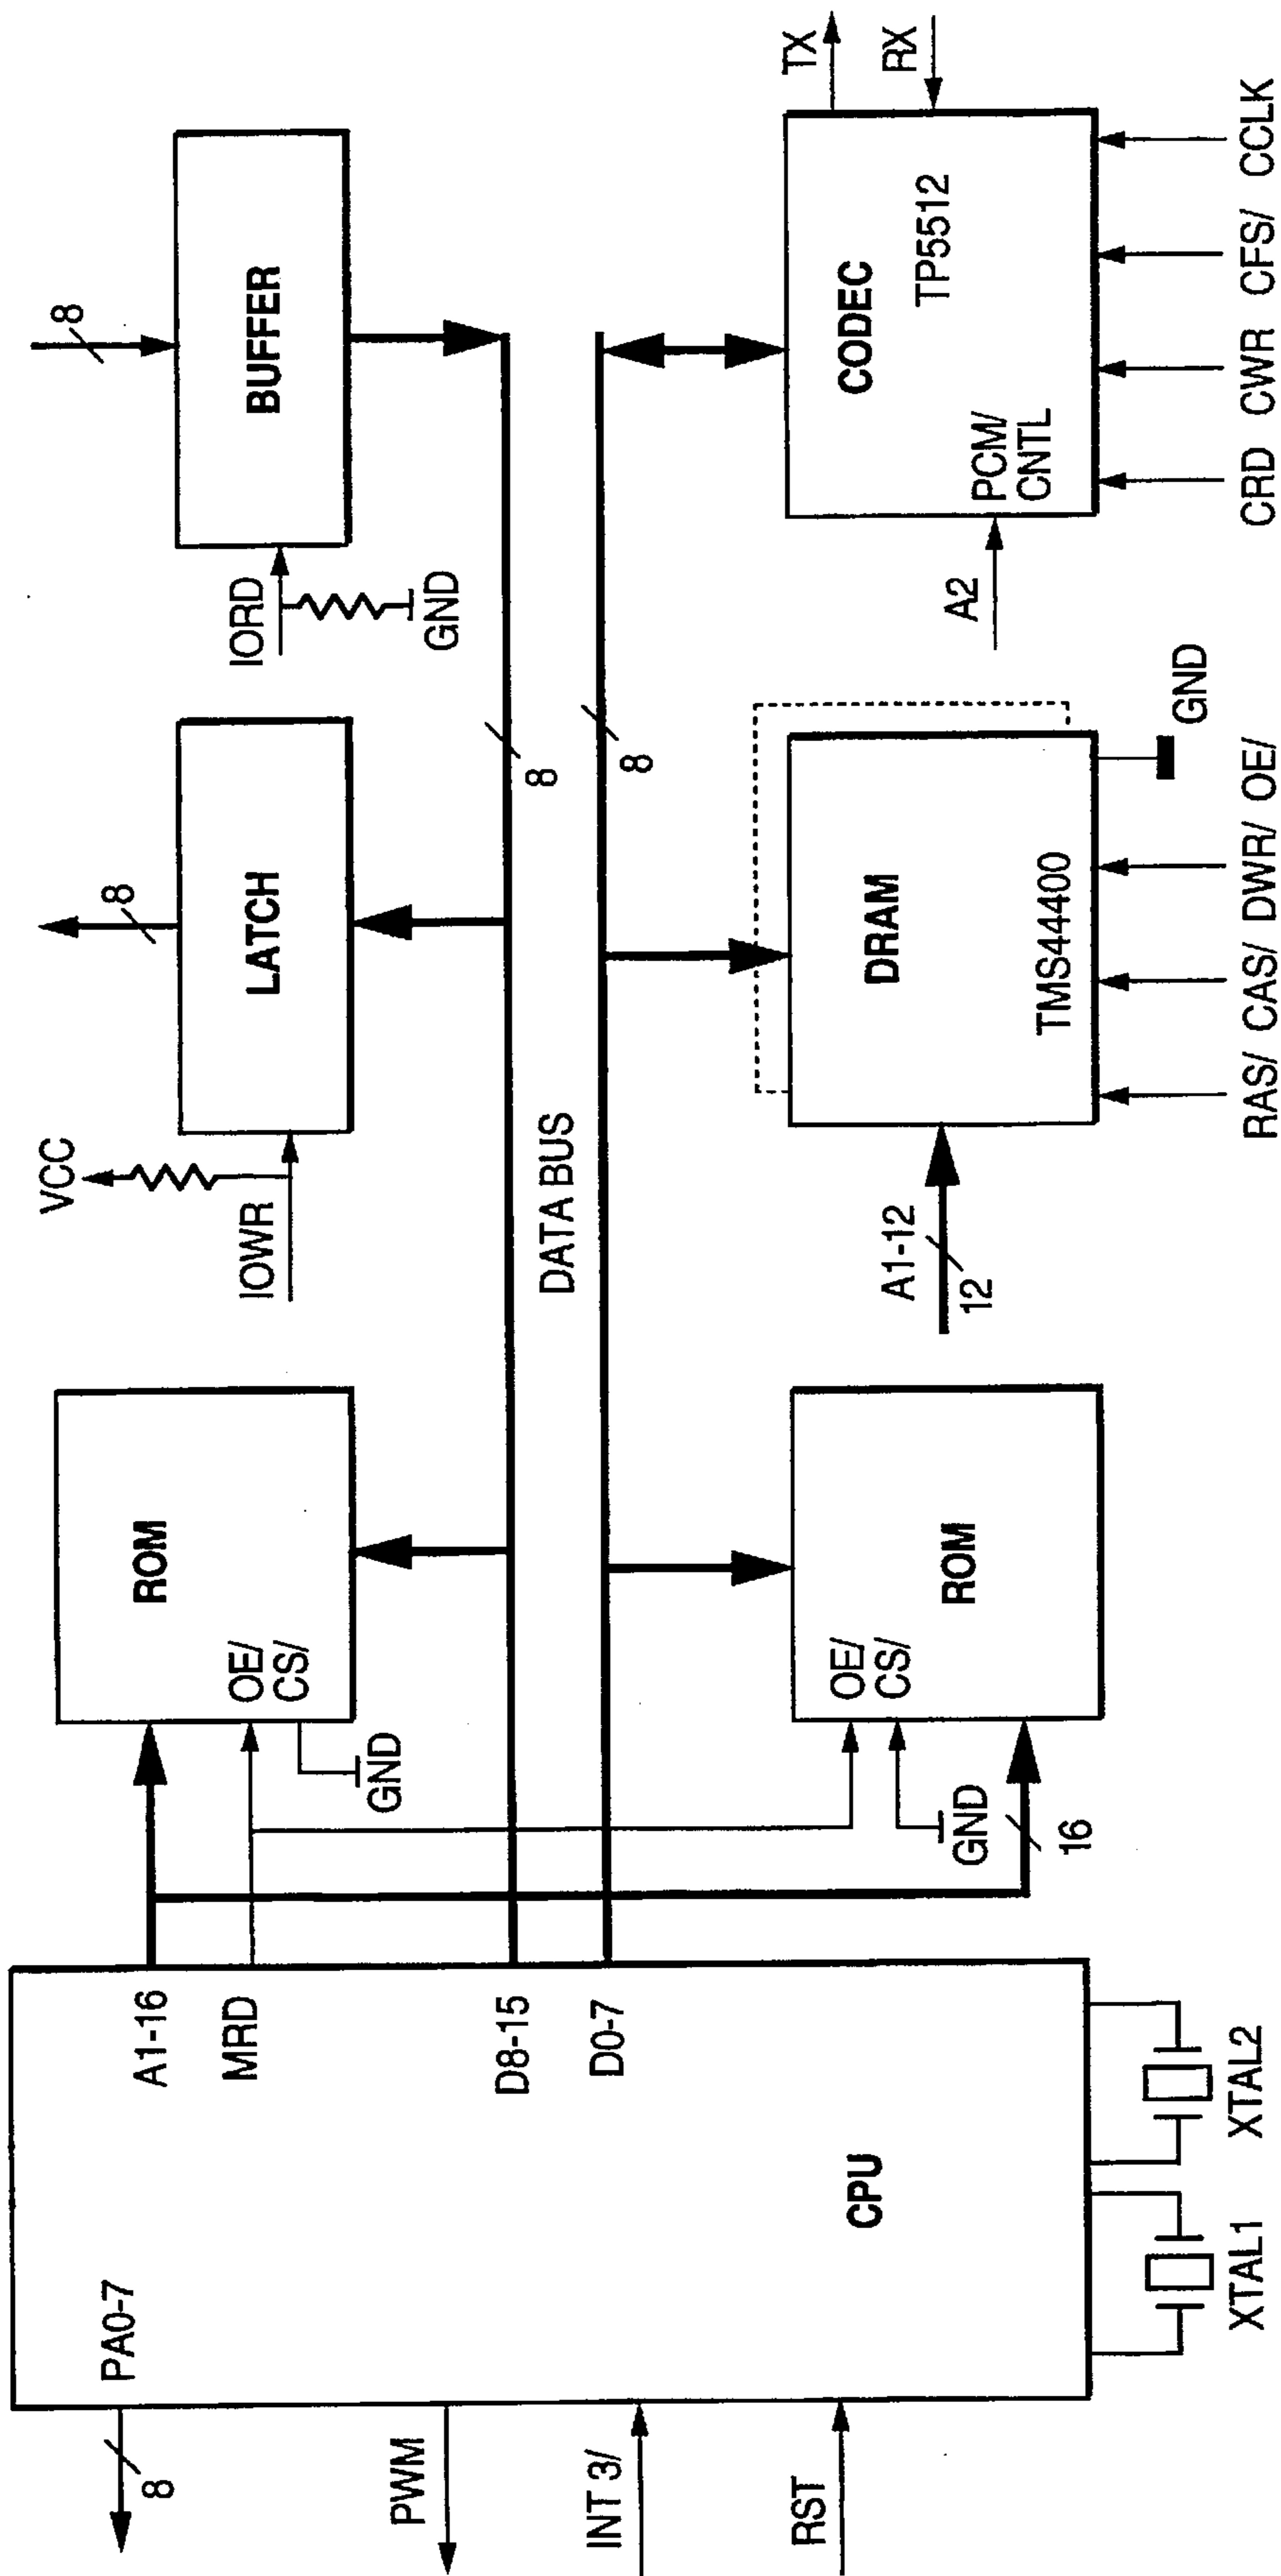 PA0-7
8
PWM
INT 3/
RST
CPU
A1-16
MRD
D8-15
D0-7
XTAL1
XTAL2
ROM
OE/
CS/
GND
ROM
OE/
CS/
GND
16
VCC
IOWR
LATCH
8
IORD
GND
BUFFER
8
DATA BUS
8
8
A1-12
12
DRAM
TMS44400
RAS/ CAS/ DWR/ OE/
GND
A2
CODEC
TP5512
PCM/
CNTL
TX
RX
CRD CWR CFS/ CCLK